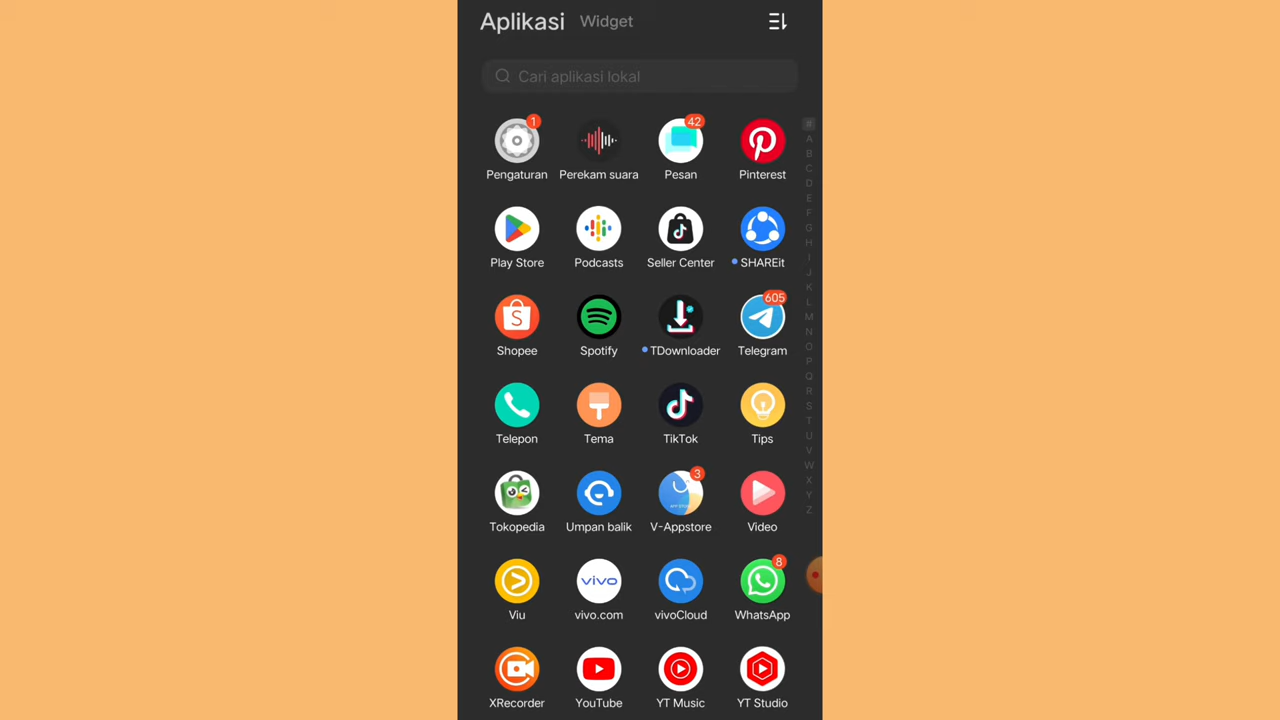 Aplikasi Widget
Cari aplikasi lokal
1 42
Pengaturan Perekam suara Pesan Pinterest
Play Store Podcasts Seller Center SHAREit
605
Shopee Spotify TDownloader Telegram
Telepon Tema TikTok Tips
3
Tokopedia Umpan balik V-Appstore Video
8
vivo
Viu vivo.com vivoCloud WhatsApp
XRecorder YouTube YT Music YT Studio
#
A
B
C
D
E
F
G
H
I
J
K
L
M
N
O
P
Q
R
S
T
U
V
W
X
Y
Z